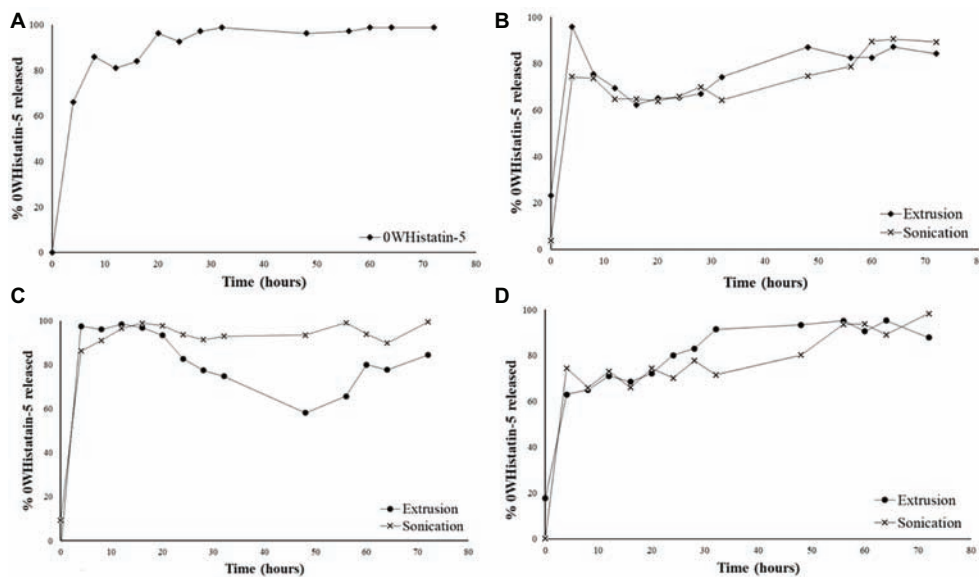 A
% 0WHistatin-5 released
100
80
60
40
20
0
0 10 20 30 40 50 60 70 80
Time (hours)
0WHistatin-5
B
% 0WHistatin-5 released
100
80
60
40
20
0
0 10 20 30 40 50 60 70 80
Time (hours)
Extrusion
Sonication
C
% 0WHistatain-5 released
100
80
60
40
20
0
0 10 20 30 40 50 60 70 80
Time (hours)
Extrusion
Sonication
D
% 0WHistatin-5 released
100
80
60
40
20
0
0 10 20 30 40 50 60 70 80
Time (hours)
Extrusion
Sonication